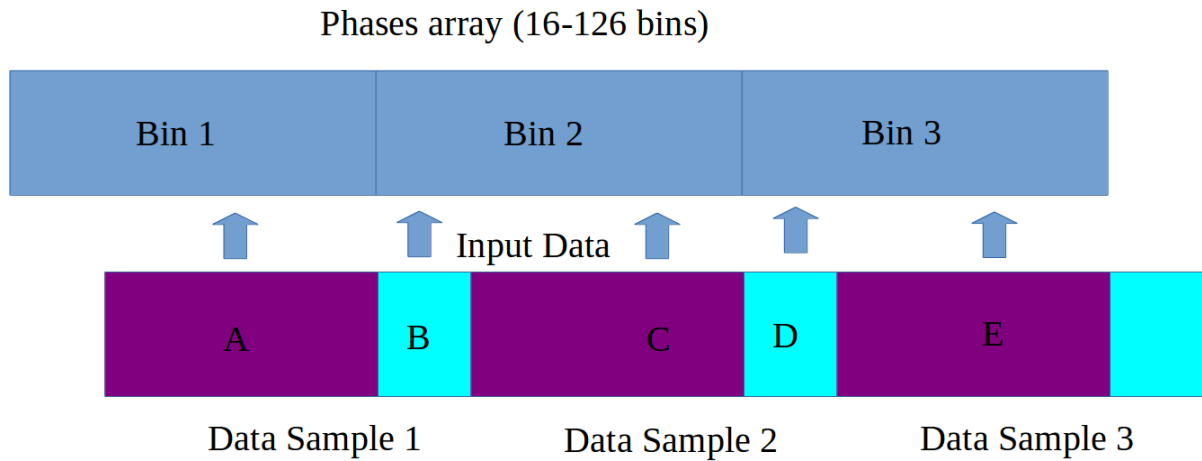 Phases array (16-126 bins)
Bin 1
Bin 2
Bin 3
Input Data
A
B
C
D
E
Data Sample 1
Data Sample 2
Data Sample 3